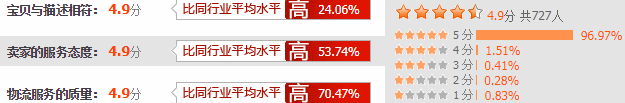 宝贝与描述相符: 4.9分 比同行业平均水平 高 24.06%
卖家的服务态度: 4.9分 比同行业平均水平 高 53.74%
物流服务的质量: 4.9分 比同行业平均水平 高 70.47%
4.9分 共727人
5分 96.97%
4分 1.51%
3分 0.41%
2分 0.28%
1分 0.83%